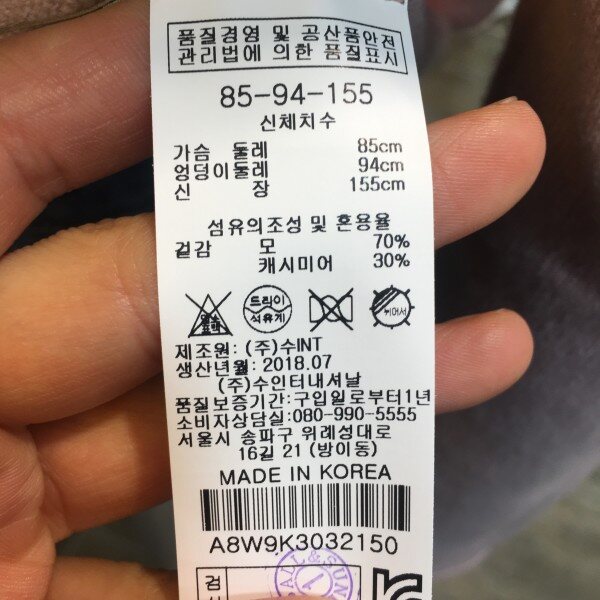 품질경영 및 공산품안전
관리법에 의한 품질표시
85-94-155
신체치수
가슴 둘레 85cm
엉덩이둘레 94cm
신 장 155cm
섬유의조성 및 혼용율
겉감 모 70%
캐시미어 30%
드라이
석유계
뉘어서
제조원: (주)수INT
생산년월: 2018.07
(주)수인터내셔날
품질보증기간:구입일로부터1년
소비자상담실:080-990-5555
서울시 송파구 위례성대로
16길 21 (방이동)
MADE IN KOREA
A8W9K3032150
ALL & SUN
검